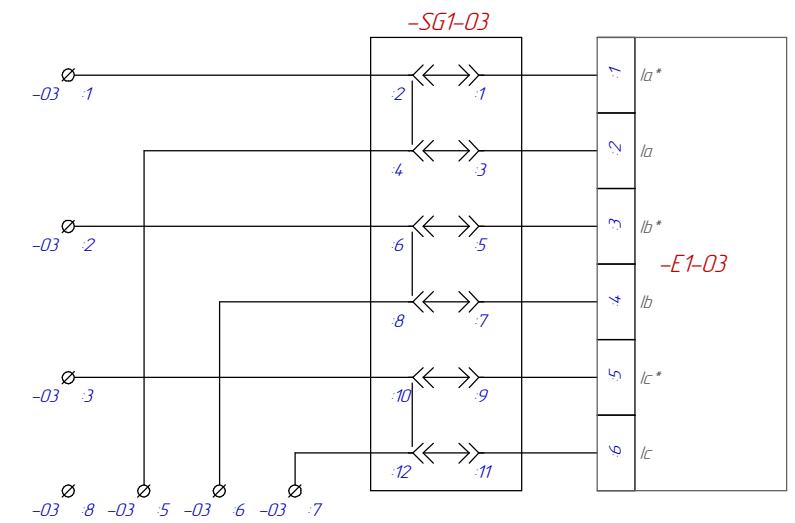 -SG1-03
-03 :1 :2 :1 :1 Ia*
:4 :3 :2 Ia
-03 :2 :6 :5 :3 Ib*
-E1-03
:8 :7 :4 Ib
-03 :3 :10 :9 :5 Ic*
:12 :11 :6 Ic
-03 :8 -03 :5 -03 :6 -03 :7